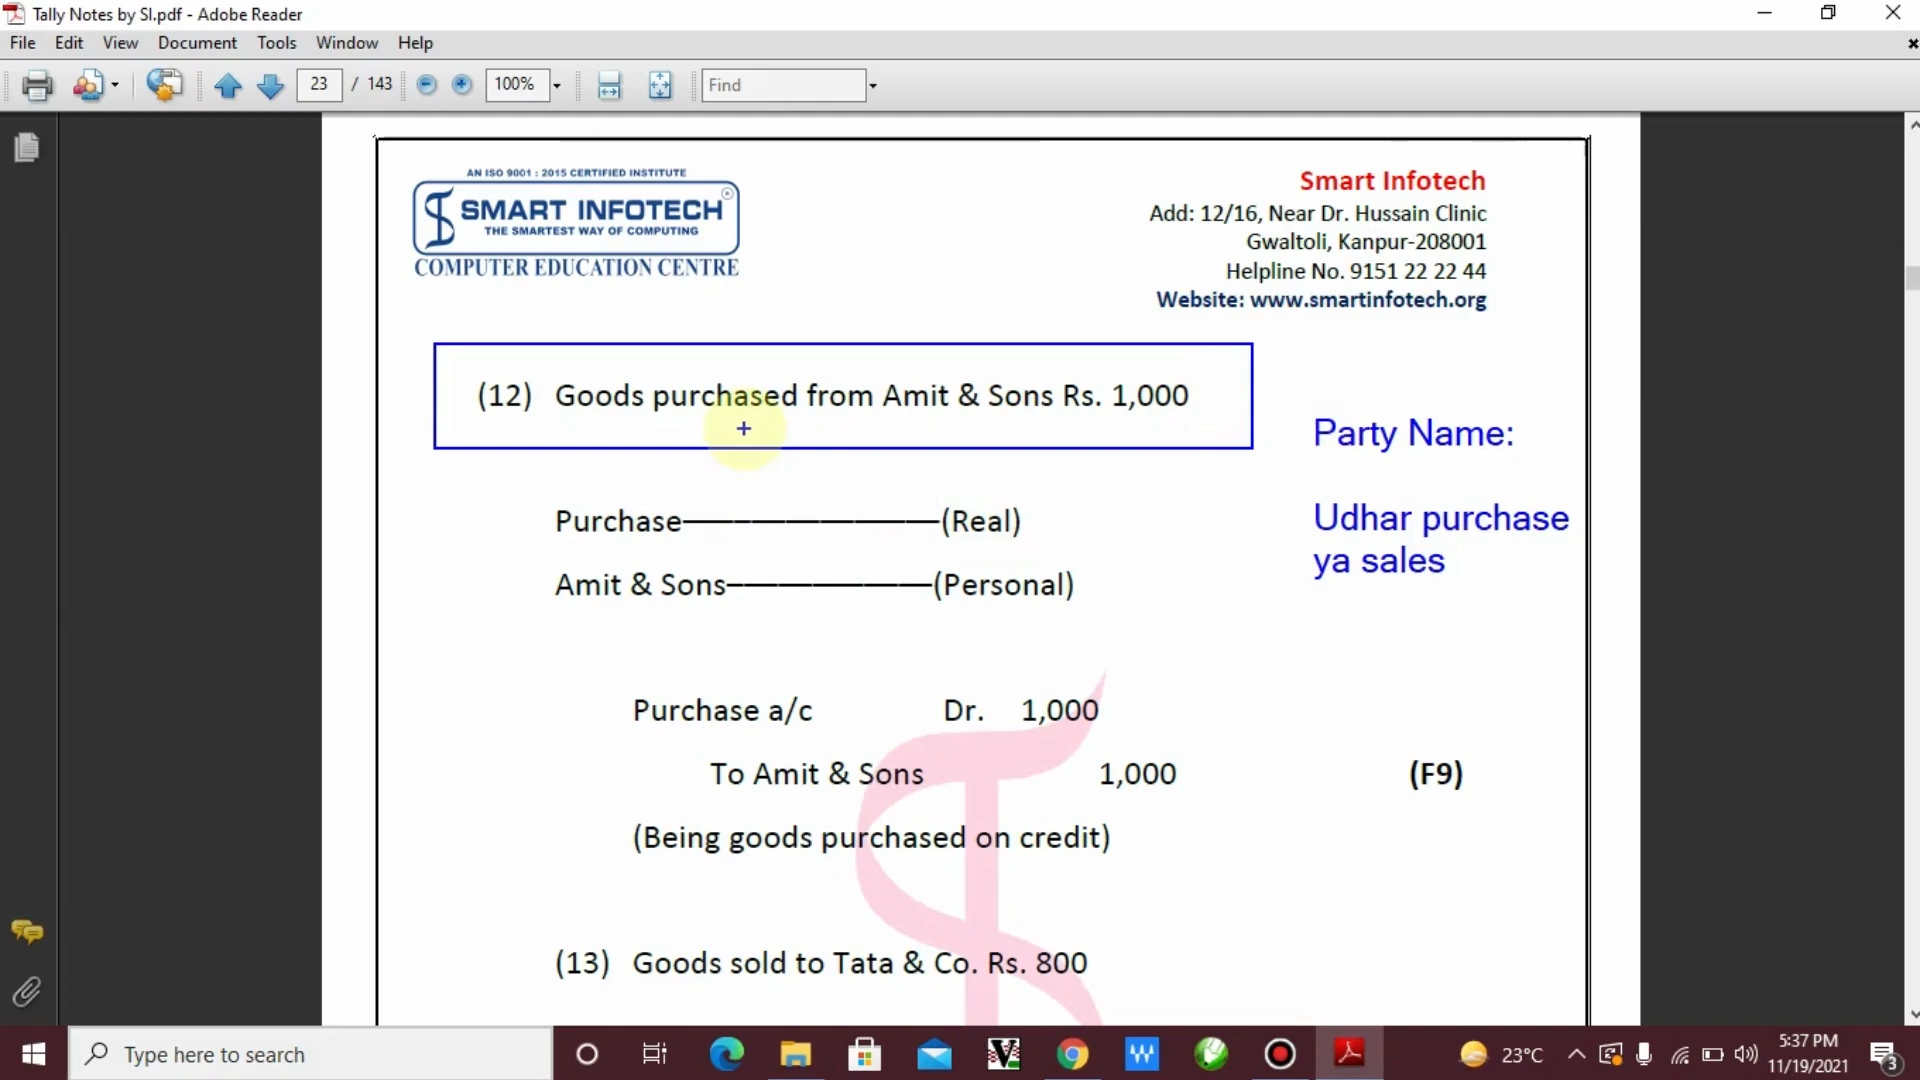 Tally Notes by SI.pdf - Adobe Reader
File Edit View Document Tools Window Help
23 / 143 100% Find
AN ISO 9001 : 2015 CERTIFIED INSTITUTE
SMART INFOTECH ®
THE SMARTEST WAY OF COMPUTING
COMPUTER EDUCATION CENTRE
Smart Infotech
Add: 12/16, Near Dr. Hussain Clinic
Gwaltoli, Kanpur-208001
Helpline No. 9151 22 22 44
Website: www.smartinfotech.org
(12) Goods purchased from Amit & Sons Rs. 1,000
Party Name:
Udhar purchase
ya sales
Purchase————————(Real)
Amit & Sons——————(Personal)
Purchase a/c Dr. 1,000
To Amit & Sons 1,000 (F9)
(Being goods purchased on credit)
(13) Goods sold to Tata & Co. Rs. 800
Type here to search
23°C
5:37 PM
11/19/2021
3